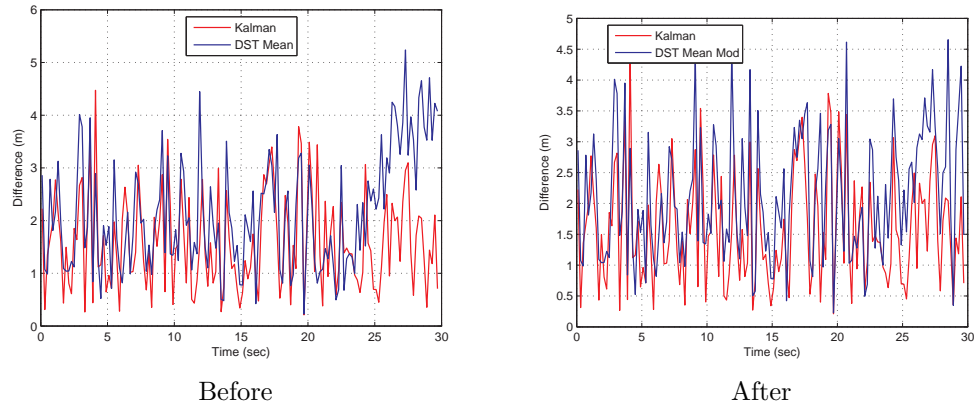 6
5
4
3
2
1
0
Difference (m)
Kalman
DST Mean
0 5 10 15 20 25 30
Time (sec)
Before
5
4.5
4
3.5
3
2.5
2
1.5
1
0.5
0
Difference (m)
Kalman
DST Mean Mod
0 5 10 15 20 25 30
Time (sec)
After